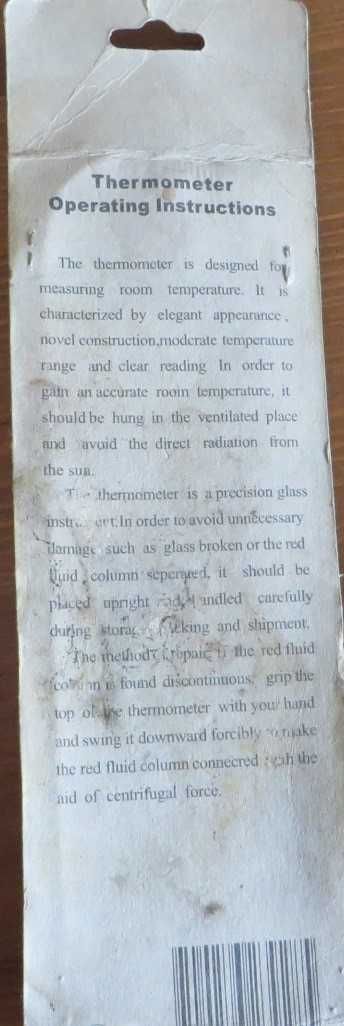 Thermometer
Operating Instructions
The thermometer is designed for
measuring room temperature. It is
characterized by elegant appearance,
novel construction,moderate temperature
range and clear reading In order to
gain an accurate room temperature, it
should be hung in the ventilated place
and avoid the direct radiation from
the sun.
The thermometer is a precision glass
In order to avoid unnecessary
damage such as glass broken or the red
fluid column seperated, it should be
placed upright carefully
during and shipment.
The method the red fluid
column is found discontinuous, grip the
top of the thermometer with your hand
and swing it downward forcibly to make
the red fluid column connecred the
aid of centrifugal force.